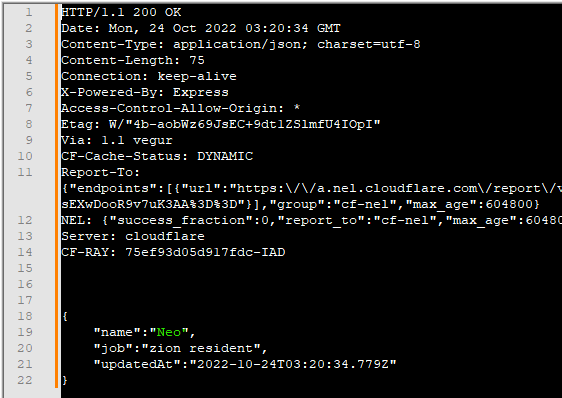 1 HTTP/1.1 200 OK
2 Date: Mon, 24 Oct 2022 03:20:34 GMT
3 Content-Type: application/json; charset=utf-8
4 Content-Length: 75
5 Connection: keep-alive
6 X-Powered-By: Express
7 Access-Control-Allow-Origin: *
8 Etag: W/"4b-aobWz69JsEC+9dtlZSlmfU4IOpI"
9 Via: 1.1 vegur
10 CF-Cache-Status: DYNAMIC
11 Report-To:
{"endpoints":[{"url":"https:\/\/a.nel.cloudflare.com\/report\/v
sEXwDooR9v7uK3AA%3D%3D"}],"group":"cf-nel","max_age":604800}
12 NEL: {"success_fraction":0,"report_to":"cf-nel","max_age":60480
13 Server: cloudflare
14 CF-RAY: 75ef93d05d917fdc-IAD
15
16
17
18 {
19 "name":"Neo",
20 "job":"zion resident",
21 "updatedAt":"2022-10-24T03:20:34.779Z"
22 }